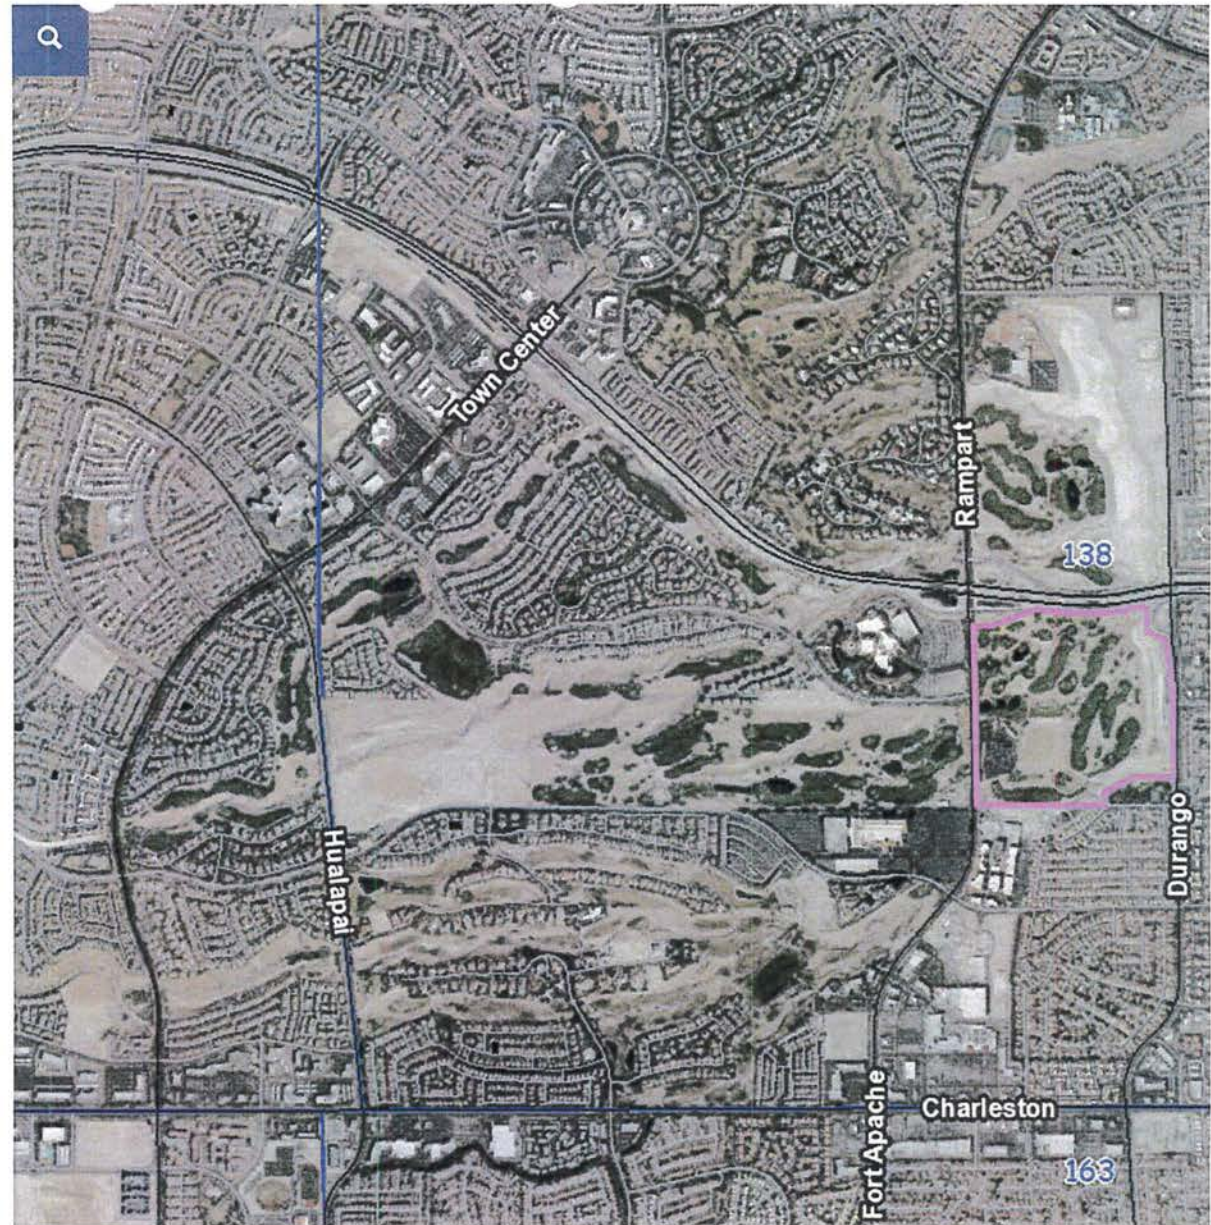 Town Center
Rampart
138
Hualapai
Durango
Fort Apache
Charleston
163